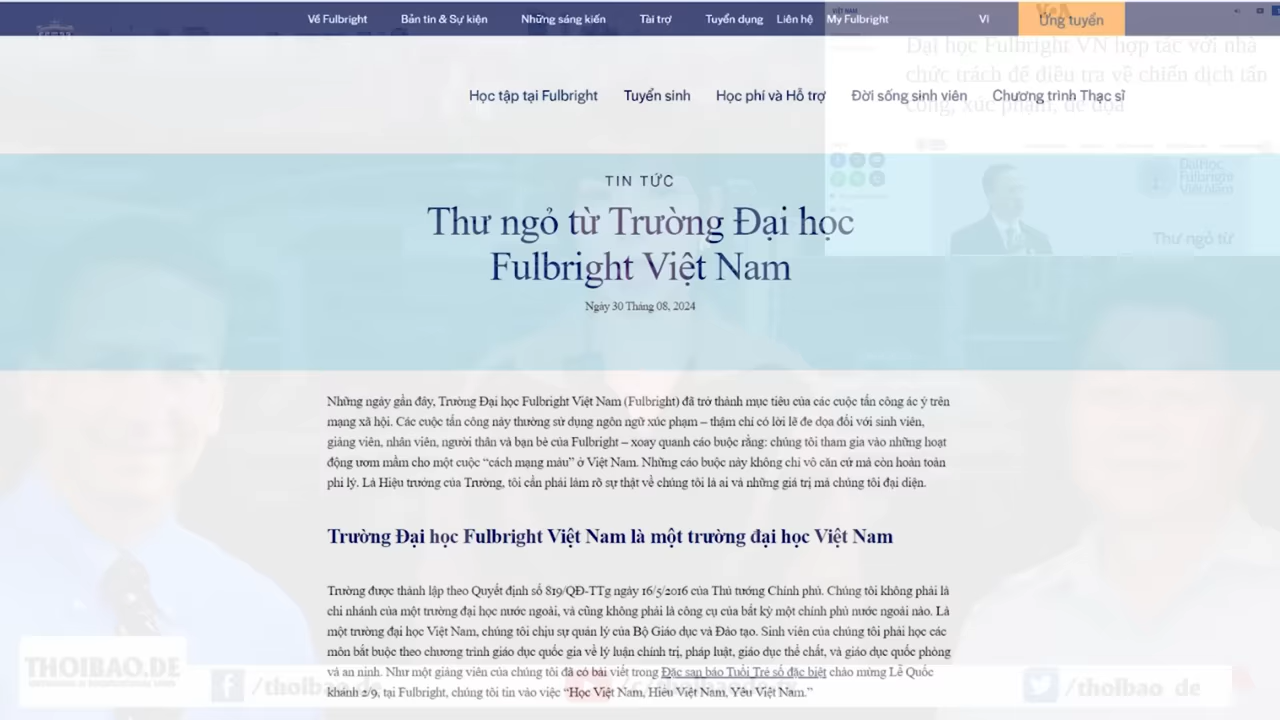 Về Fulbright Bản tin & Sự kiện Những sáng kiến Tài trợ Tuyển dụng Liên hệ My Fulbright Vi Ứng tuyển
VIỆT NAM
Đại học Fulbright VN hợp tác với nhà
chức trách để điều tra về chiến dịch tấn
công, xúc phạm, đe dọa
Học tập tại Fulbright Tuyển sinh Học phí và Hỗ trợ Đời sống sinh viên Chương trình Thạc sĩ
Đại Học
Fulbright
Việt Nam
Thư ngỏ từ
TIN TỨC
Thư ngỏ từ Trường Đại học
Fulbright Việt Nam
Ngày 30 Tháng 08, 2024
Những ngày gần đây, Trường Đại học Fulbright Việt Nam (Fulbright) đã trở thành mục tiêu của các cuộc tấn công ác ý trên
mạng xã hội. Các cuộc tấn công này thường sử dụng ngôn ngữ xúc phạm – thậm chí có lời lẽ đe dọa đối với sinh viên,
giảng viên, nhân viên, người thân và bạn bè của Fulbright – xoay quanh cáo buộc rằng: chúng tôi tham gia vào những hoạt
động ươm mầm cho một cuộc “cách mạng màu” ở Việt Nam. Những cáo buộc này không chỉ vô căn cứ mà còn hoàn toàn
phi lý. Là Hiệu trưởng của Trường, tôi cần phải làm rõ sự thật về chúng tôi là ai và những giá trị mà chúng tôi đại diện.
Trường Đại học Fulbright Việt Nam là một trường đại học Việt Nam
Trường được thành lập theo Quyết định số 819/QĐ-TTg ngày 16/5/2016 của Thủ tướng Chính phủ. Chúng tôi không phải là
chi nhánh của một trường đại học nước ngoài, và cũng không phải là công cụ của bất kỳ một chính phủ nước ngoài nào. Là
một trường đại học Việt Nam, chúng tôi chịu sự quản lý của Bộ Giáo dục và Đào tạo. Sinh viên của chúng tôi phải học các
môn bắt buộc theo chương trình giáo dục quốc gia về lý luận chính trị, pháp luật, giáo dục thể chất, và giáo dục quốc phòng
và an ninh. Như một giảng viên của chúng tôi đã có bài viết trong Đặc san báo Tuổi Trẻ số đặc biệt chào mừng Lễ Quốc
khánh 2/9, tại Fulbright, chúng tôi tin vào việc “Học Việt Nam, Hiểu Việt Nam, Yêu Việt Nam.”
THOIBAO.DE
/thoibao.de
/thoibao_de